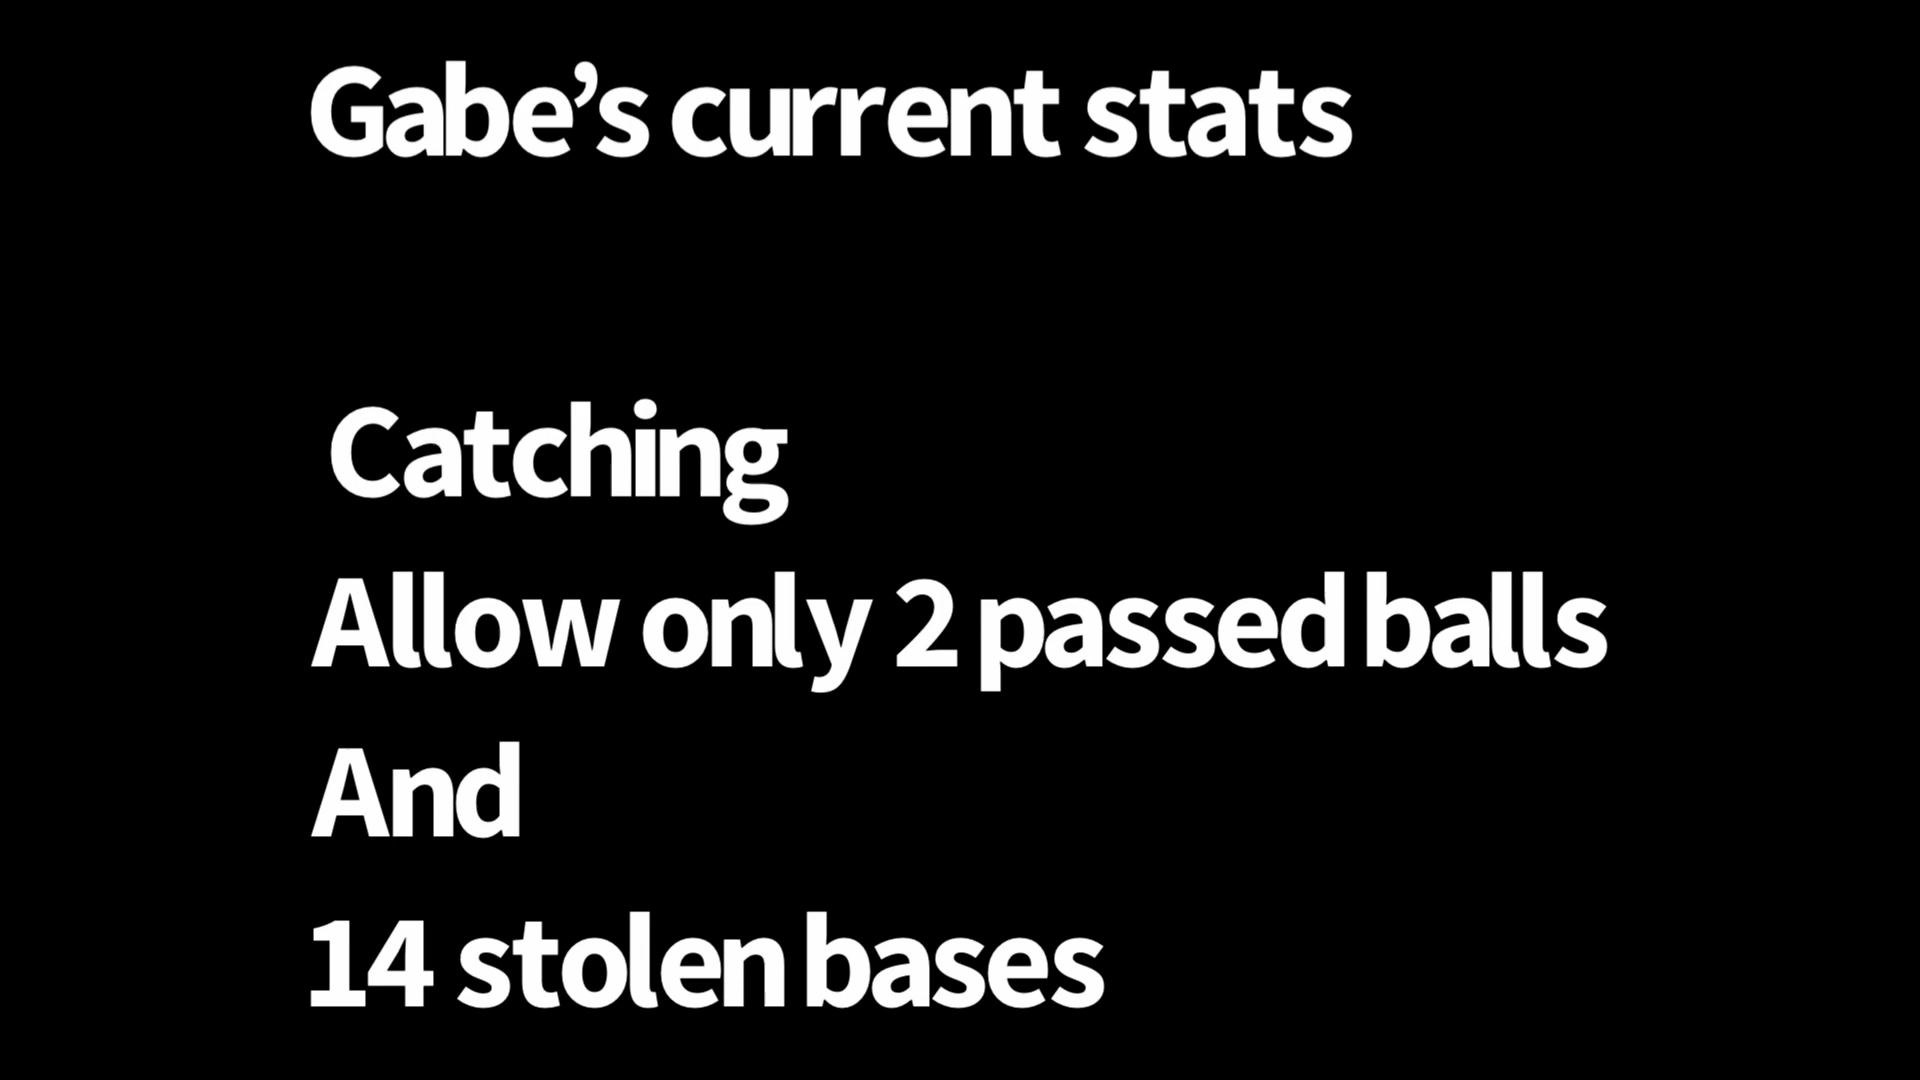 Gabe’s current stats
Catching
Allow only 2 passed balls
And
14 stolen bases